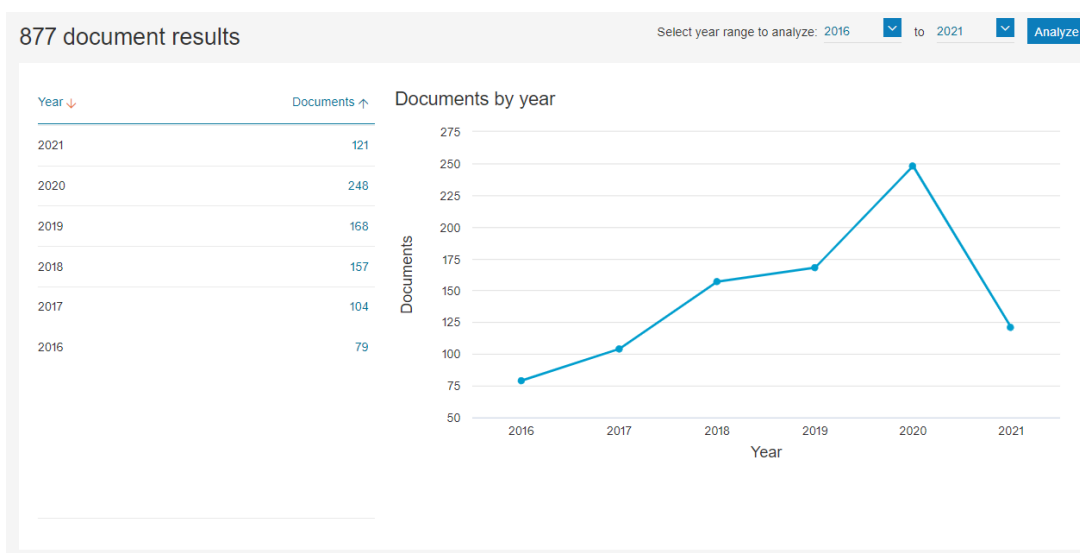 877 document results
Select year range to analyze: 2016 to 2021 Analyze
Year Documents
2021 121
2020 248
2019 168
2018 157
2017 104
2016 79
Documents by year
Documents
275
250
225
200
175
150
125
100
75
50
2016 2017 2018 2019 2020 2021
Year